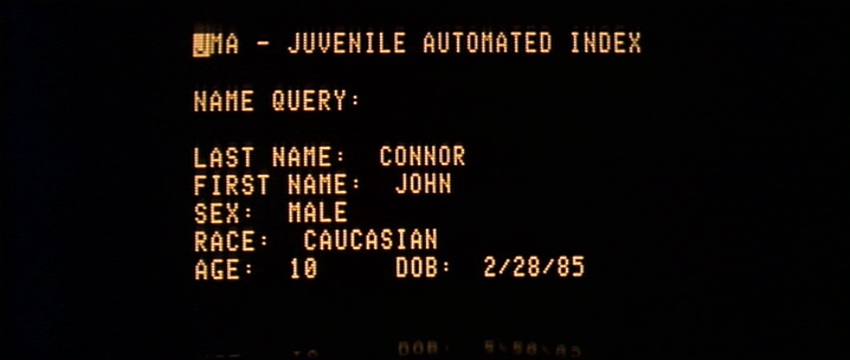 - JUVENILE AUTOMATED INDEX
NAME QUERY:
LAST NAME: CONNOR
FIRST NAME: JOHN
SEX: MALE
RACE: CAUCASIAN
AGE: 10 DOB: 2/28/85